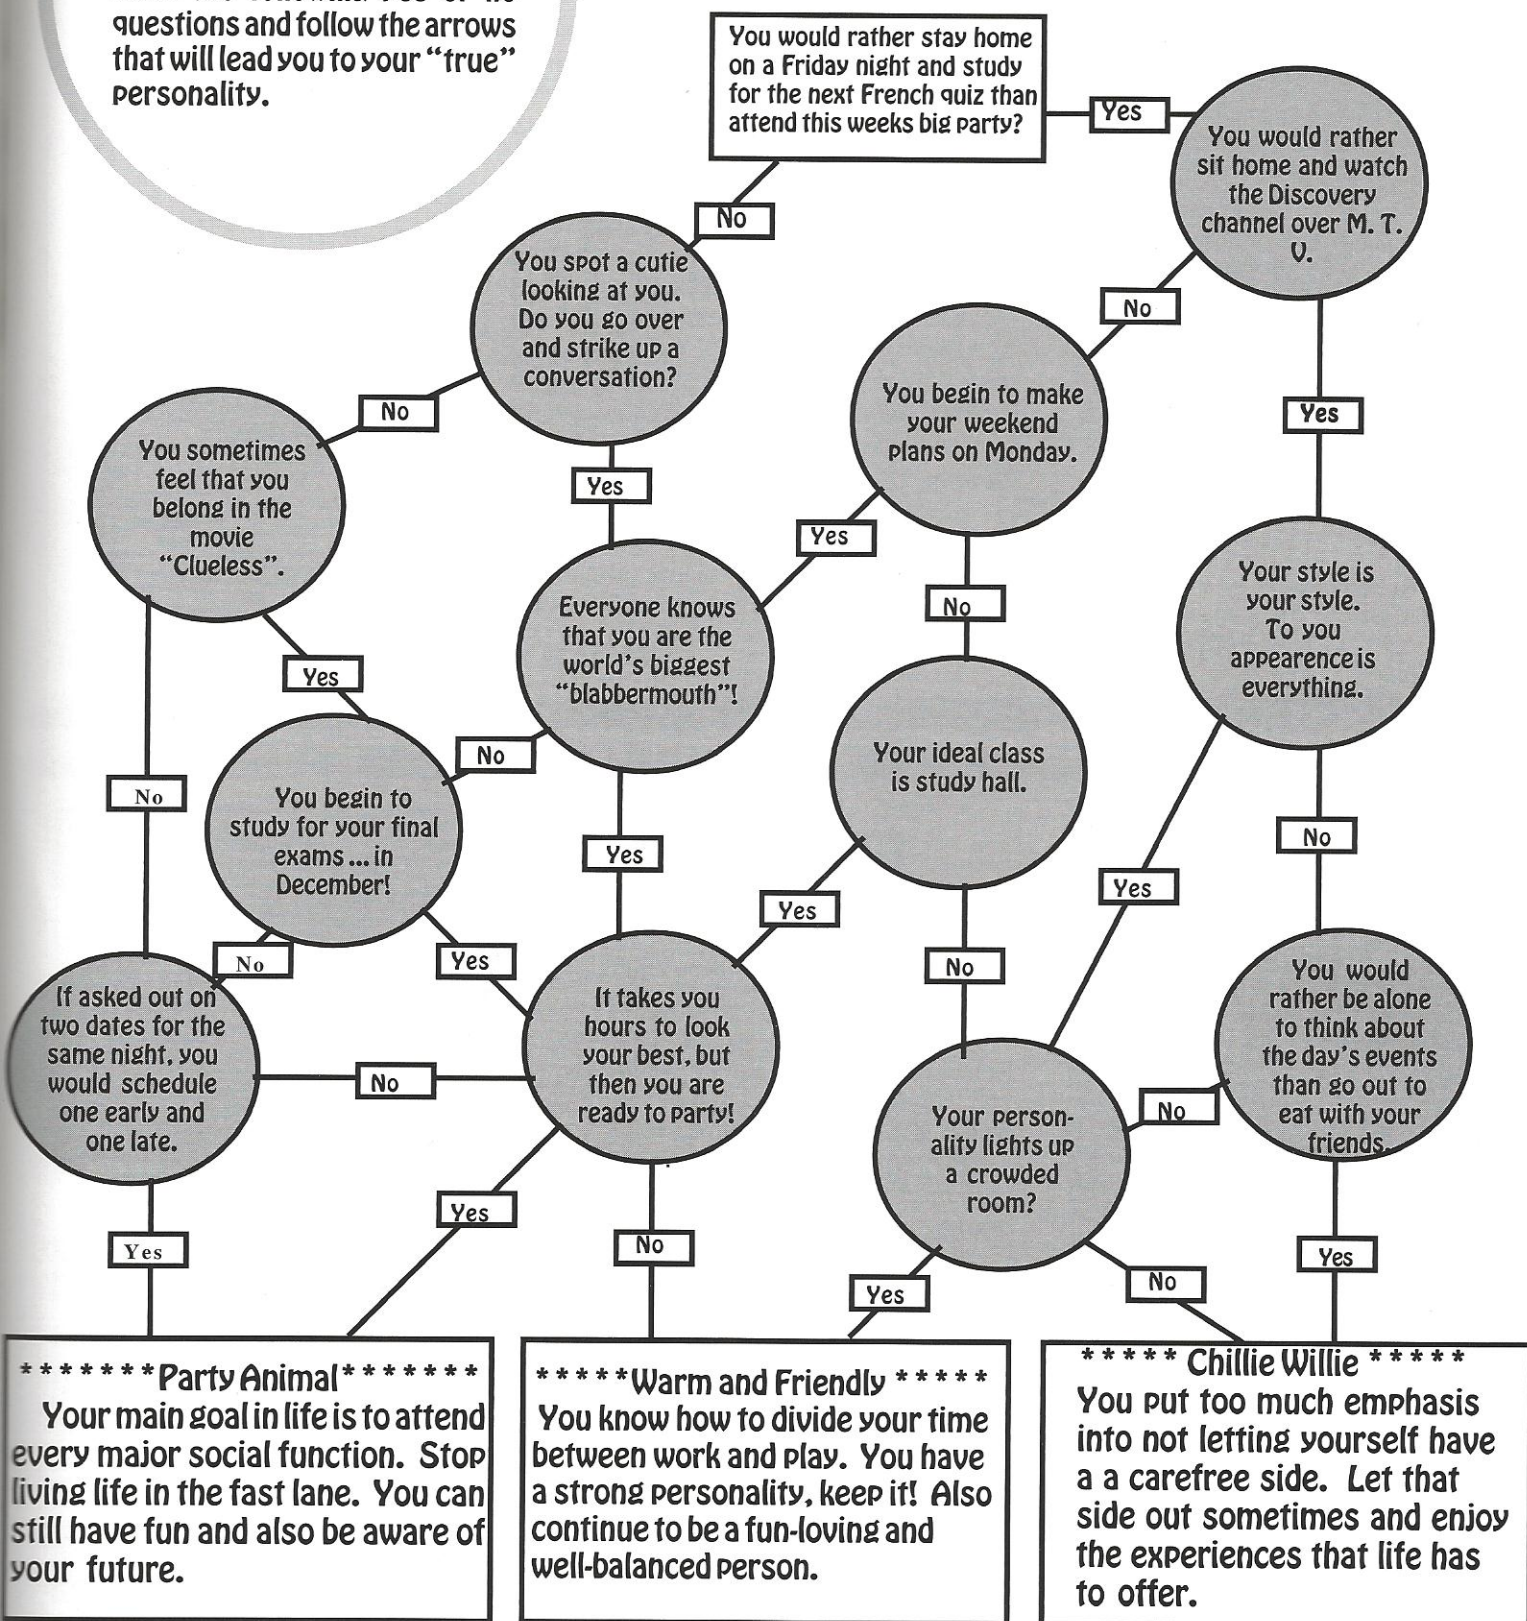 questions and follow the arrows
that will lead you to your “true”
personality.
You would rather stay home
on a Friday night and study
for the next French quiz than
attend this weeks big party?
Yes
No
You would rather
sit home and watch
the Discovery
channel over M. T.
V.
You spot a cutie
looking at you.
Do you go over
and strike up a
conversation?
No
You begin to make
your weekend
plans on Monday.
No
Yes
Yes
You sometimes
feel that you
belong in the
movie
“Clueless”.
Yes
No
Your style is
your style.
To you
appearence is
everything.
Everyone knows
that you are the
world’s biggest
“blabbermouth”!
Yes
No
No
Your ideal class
is study hall.
You begin to
study for your final
exams ... in
December!
Yes
No
Yes
Yes
No
Yes
No
If asked out on
two dates for the
same night, you
would schedule
one early and
one late.
No
It takes you
hours to look
your best, but
then you are
ready to party!
Your person-
ality lights up
a crowded
room?
No
You would
rather be alone
to think about
the day’s events
than go out to
eat with your
friends.
Yes
Yes
No
Yes
No
Yes
*******Party Animal*******
Your main goal in life is to attend
every major social function. Stop
living life in the fast lane. You can
still have fun and also be aware of
your future.
*****Warm and Friendly *****
You know how to divide your time
between work and play. You have
a strong personality, keep it! Also
continue to be a fun-loving and
well-balanced person.
***** Chillie Willie *****
You put too much emphasis
into not letting yourself have
a a carefree side. Let that
side out sometimes and enjoy
the experiences that life has
to offer.